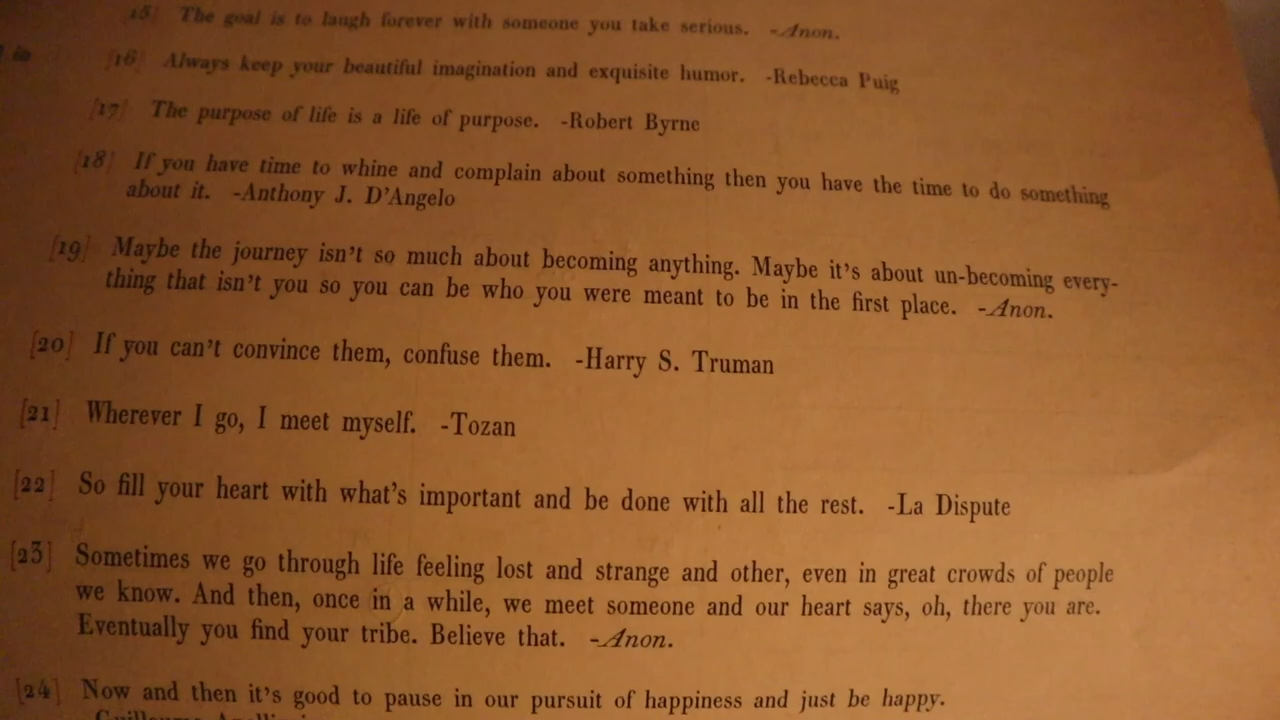 15] The goal is to laugh forever with someone you take serious. -Anon.
[16] Always keep your beautiful imagination and exquisite humor. -Rebecca Puig
[17] The purpose of life is a life of purpose. -Robert Byrne
[18] If you have time to whine and complain about something then you have the time to do something
about it. -Anthony J. D'Angelo
[19] Maybe the journey isn't so much about becoming anything. Maybe it's about un-becoming every-
thing that isn't you so you can be who you were meant to be in the first place. -Anon.
[20] If you can't convince them, confuse them. -Harry S. Truman
[21] Wherever I go, I meet myself. -Tozan
[22] So fill your heart with what's important and be done with all the rest. -La Dispute
[23] Sometimes we go through life feeling lost and strange and other, even in great crowds of people
we know. And then, once in a while, we meet someone and our heart says, oh, there you are.
Eventually you find your tribe. Believe that. -Anon.
[24] Now and then it's good to pause in our pursuit of happiness and just be happy.